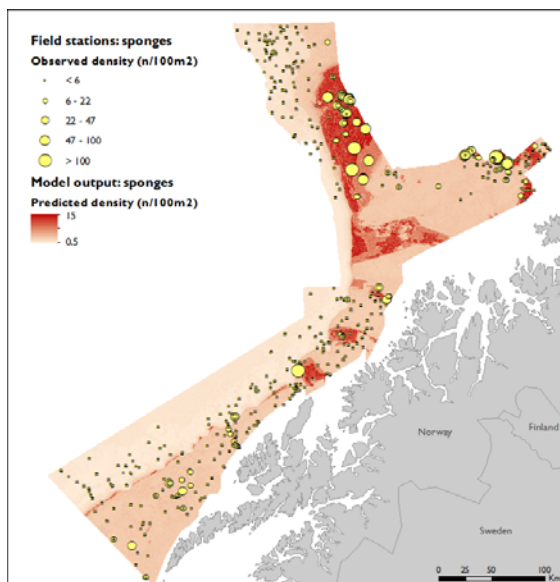 Field stations: sponges
Observed density (n/100m2)
< 6
6 - 22
22 - 47
47 - 100
> 100
Model output: sponges
Predicted density (n/100m2)
15
0.5
Norway
Finland
Sweden
0 25 50 100